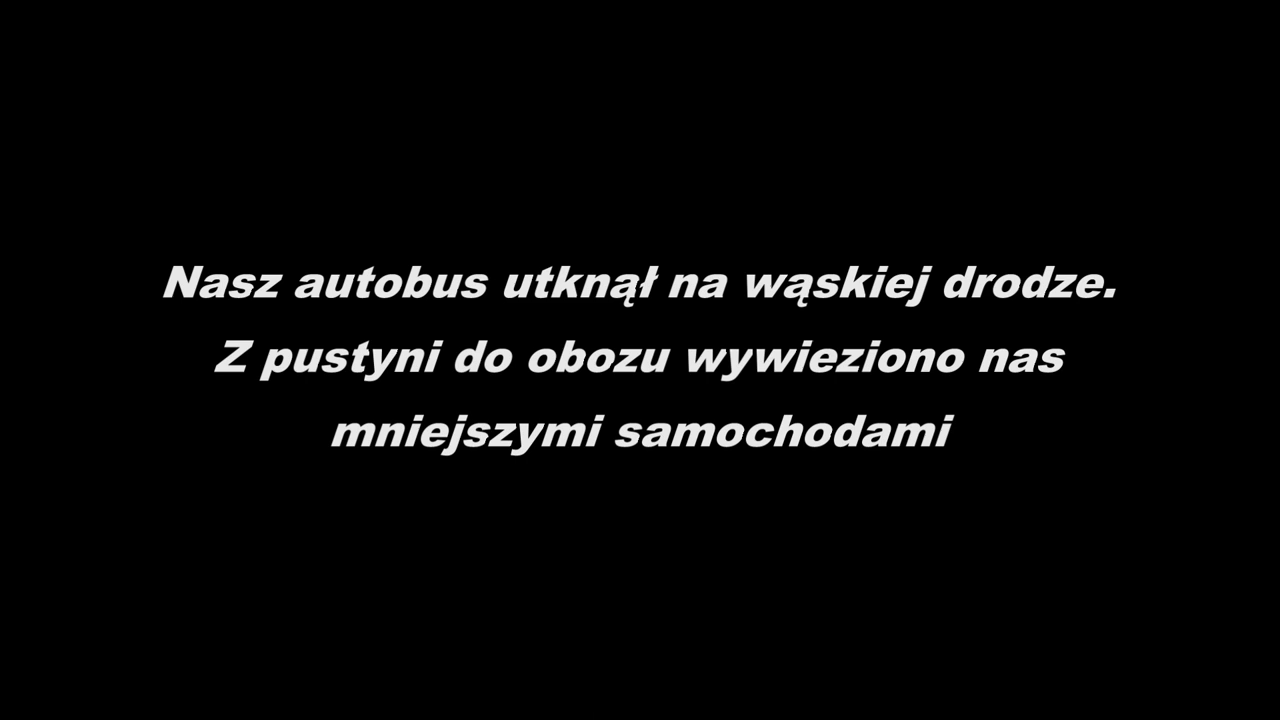 Nasz autobus utknął na wąskiej drodze.
Z pustyni do obozu wywieziono nas
mniejszymi samochodami